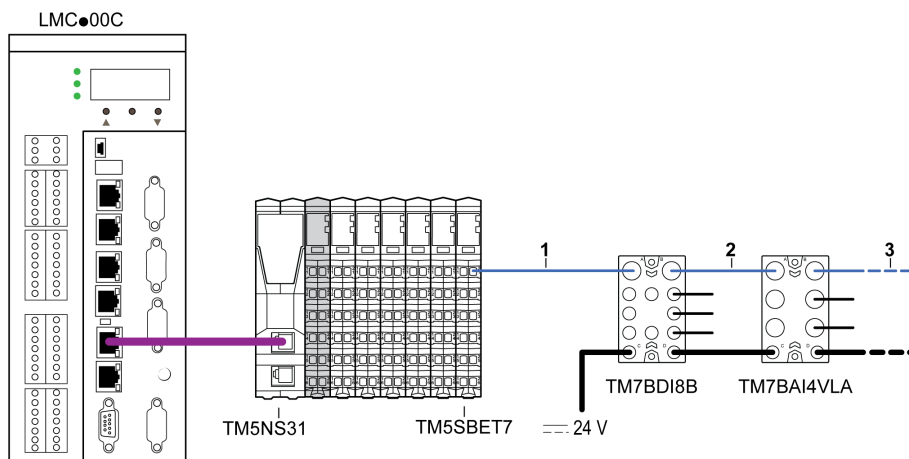 LMC●00C
1
2
3
A
B
A
B
C
D
C
D
TM7BDI8B
TM7BAI4VLA
TM5NS31
TM5SBET7
24 V